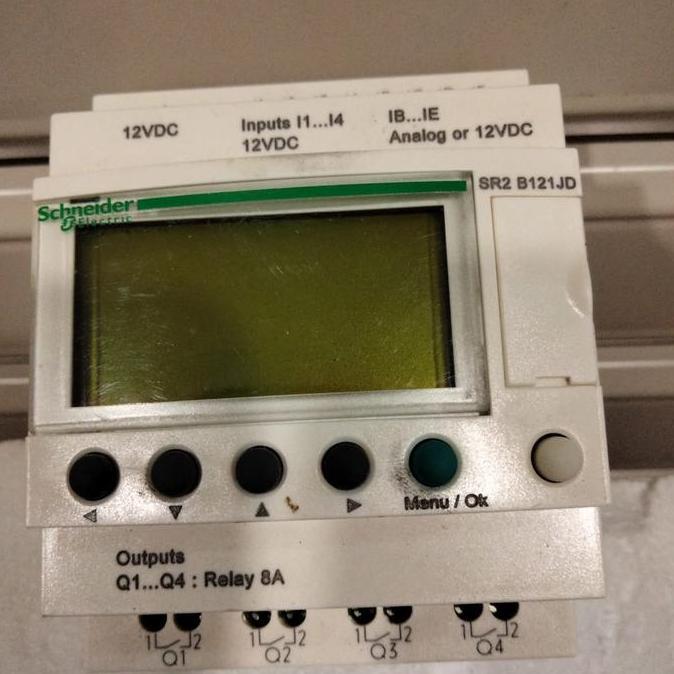 12VDC
Inputs I1...I4
12VDC
IB...IE
Analog or 12VDC
SR2 B121JD
Schneider
Electric
Menu / Ok
Outputs
Q1...Q4 : Relay 8A
1 2 1 2 1 2 1 2
Q1 Q2 Q3 Q4